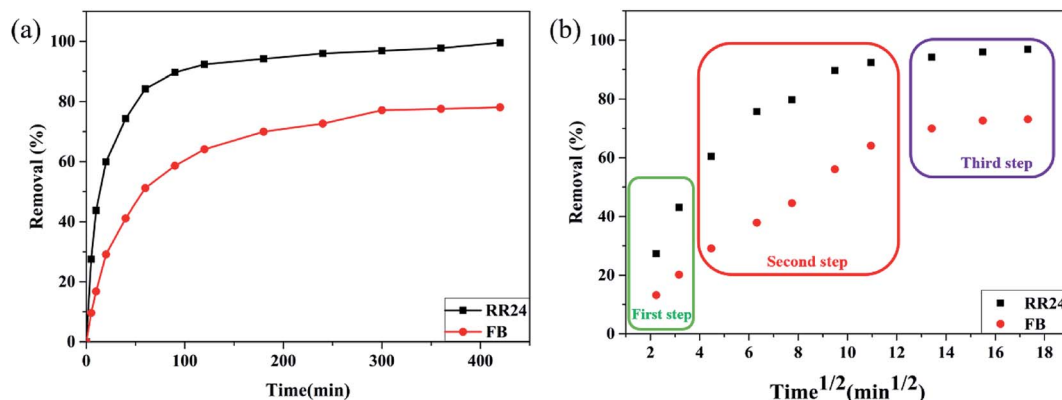 (a)
100
80
60
40
20
0
Removal (%)
0
100
200
300
400
Time(min)
RR24
FB
(b)
100
80
60
40
20
0
Removal (%)
First step
Second step
Third step
RR24
FB
2
4
6
8
10
12
14
16
18
Time1/2(min1/2)